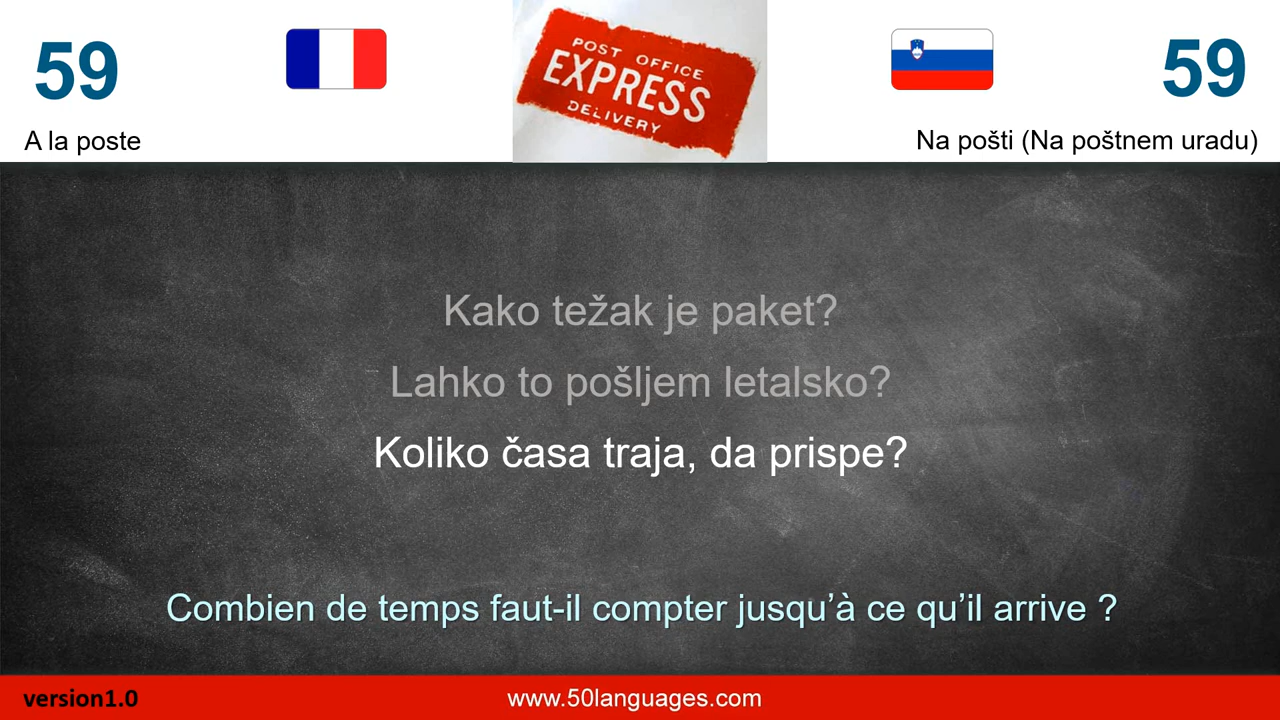 59
59
POST OFFICE
EXPRESS
DELIVERY
A la poste
Na pošti (Na poštnem uradu)
Kako težak je paket?
Lahko to pošljem letalsko?
Koliko časa traja, da prispe?
Combien de temps faut-il compter jusqu’à ce qu’il arrive ?
version1.0
www.50languages.com